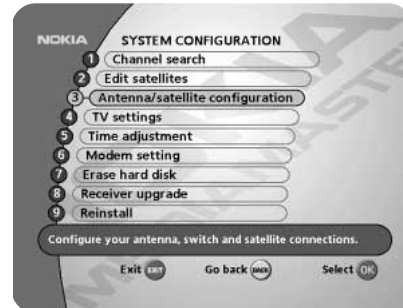 NOKIA SYSTEM CONFIGURATION
1 Channel search
2 Edit satellites
3 Antenna/satellite configuration
4 TV settings
5 Time adjustment
6 Modem setting
7 Erase hard disk
8 Receiver upgrade
9 Reinstall
Configure your antenna, switch and satellite connections.
Exit EXIT Go back BACK Select OK
NOKIA
MEDIAMASTER